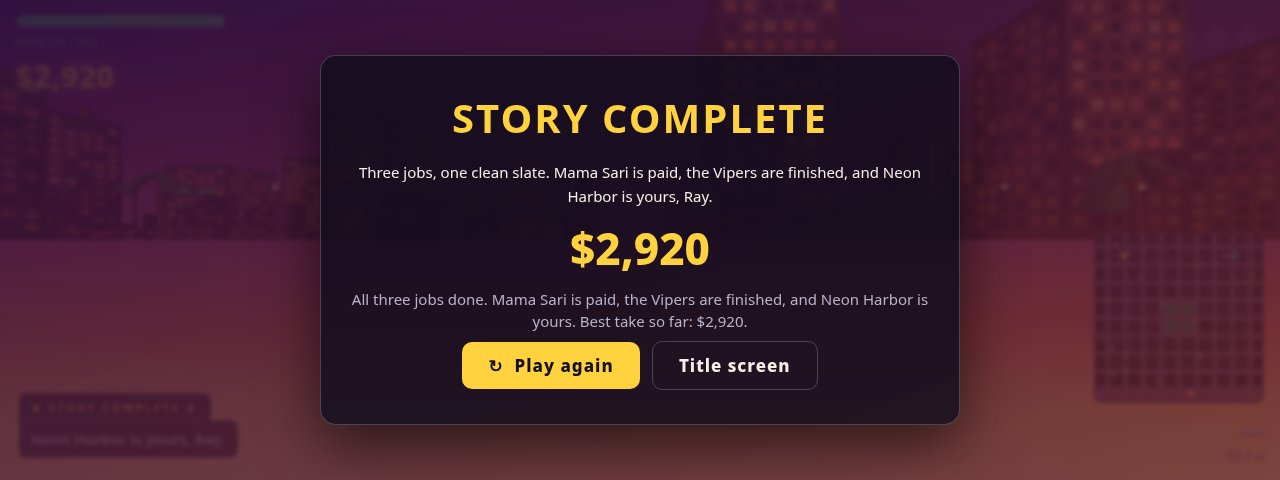 $2,920
STORY COMPLETE
Three jobs, one clean slate. Mama Sari is paid, the Vipers are finished, and Neon
Harbor is yours, Ray.
$2,920
All three jobs done. Mama Sari is paid, the Vipers are finished, and Neon Harbor is
yours. Best take so far: $2,920.
↻ Play again
Title screen
STORY COMPLETE
Neon Harbor is yours, Ray.